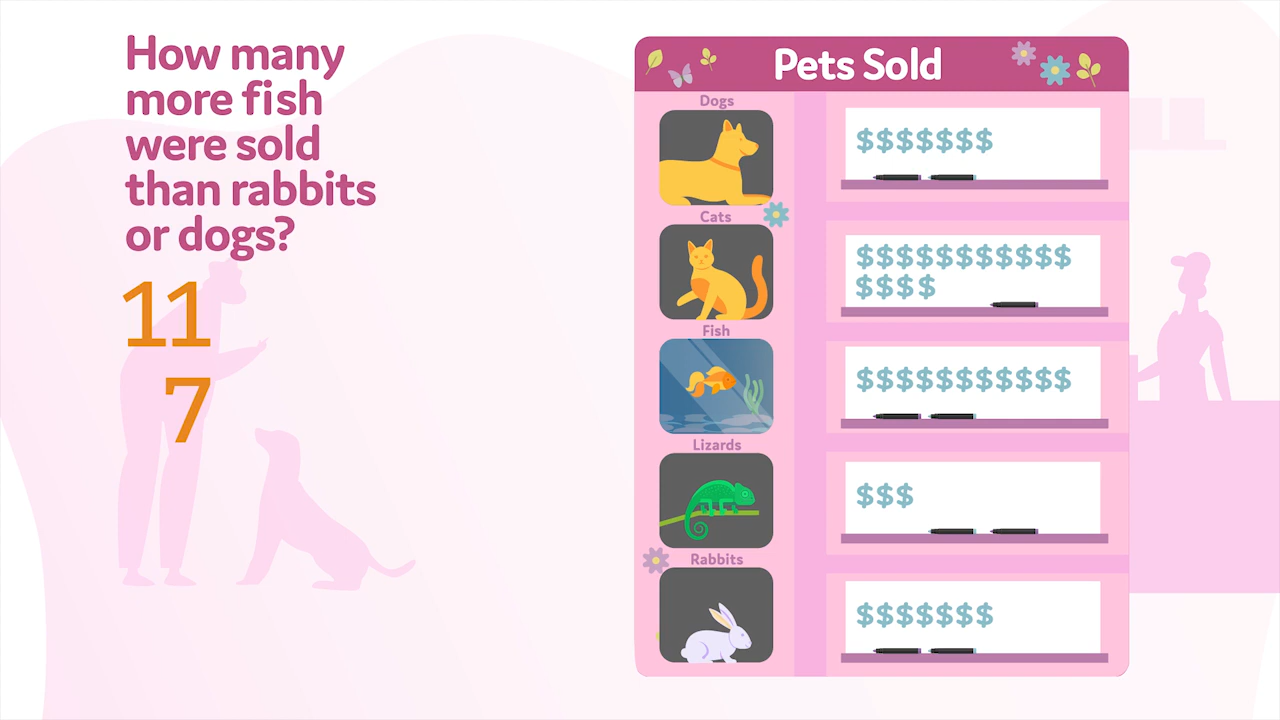 How many
more fish
were sold
than rabbits
or dogs?
11
7
Pets Sold
Dogs
$$$$$$$
Cats
$$$$$$$$$$$
$$$$
Fish
$$$$$$$$$$$
Lizards
$$$
Rabbits
$$$$$$$